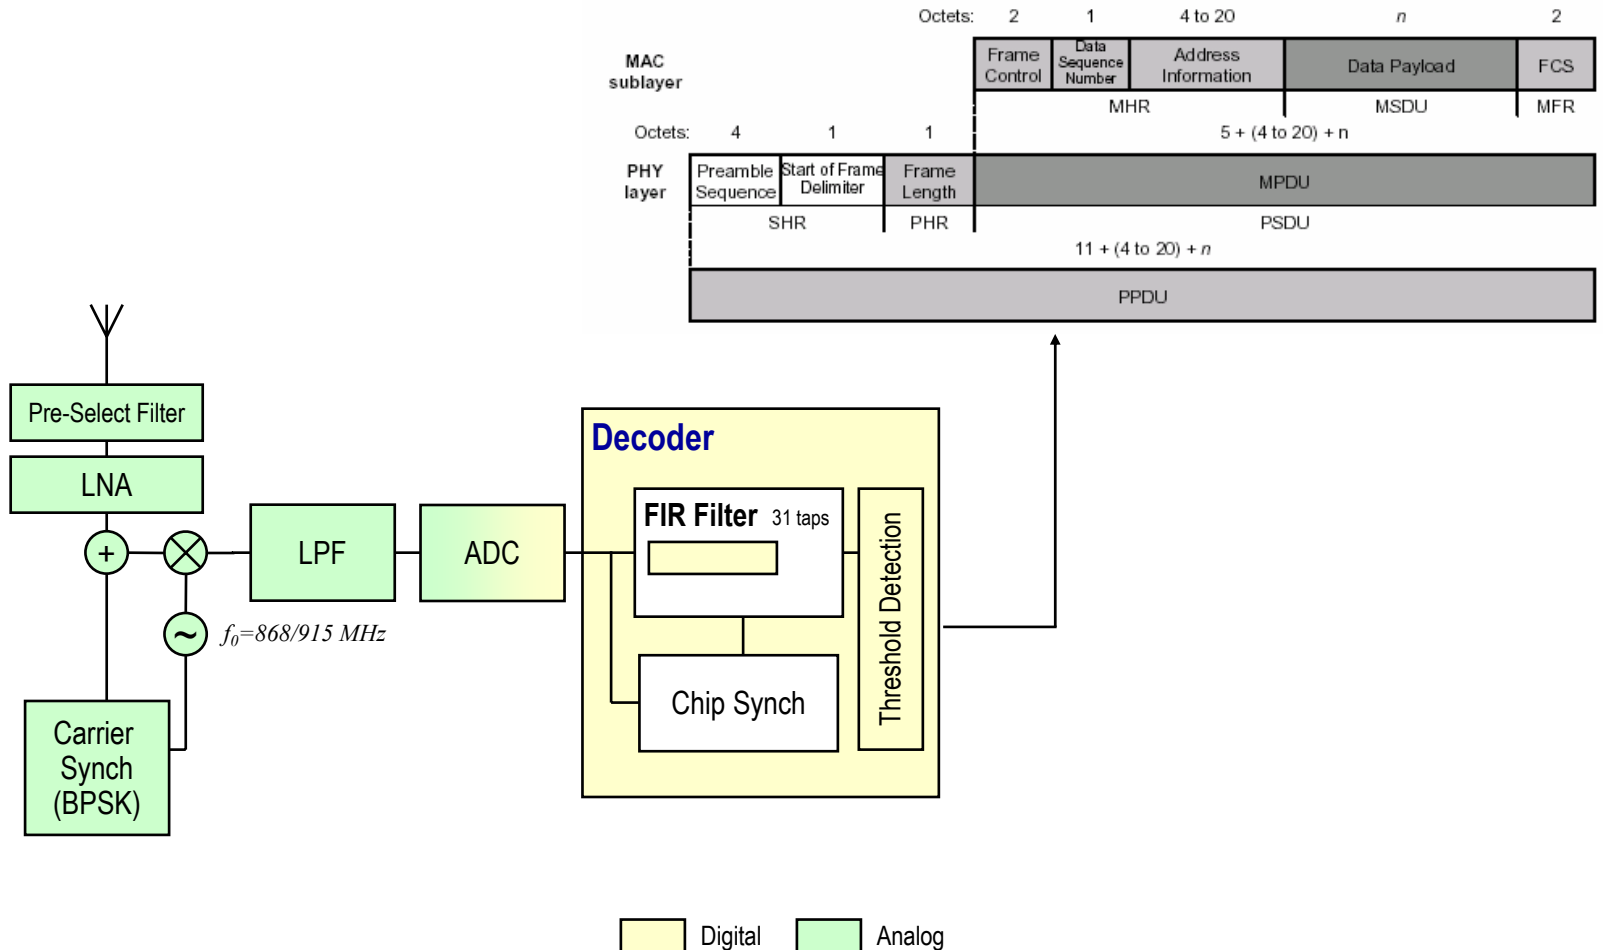 Octets: 2 1 4 to 20 n 2
MAC
sublayer
Frame
Control
Data
Sequence
Number
Address
Information
Data Payload
FCS
MHR MSDU MFR
Octets: 4 1 1 5 + (4 to 20) + n
PHY
layer
Preamble
Sequence
Start of Frame
Delimiter
Frame
Length
MPDU
SHR PHR PSDU
11 + (4 to 20) + n
PPDU
Pre-Select Filter
LNA
+
LPF
ADC
~
f0=868/915 MHz
Carrier
Synch
(BPSK)
Decoder
FIR Filter 31 taps
Chip Synch
Threshold Detection
Digital Analog